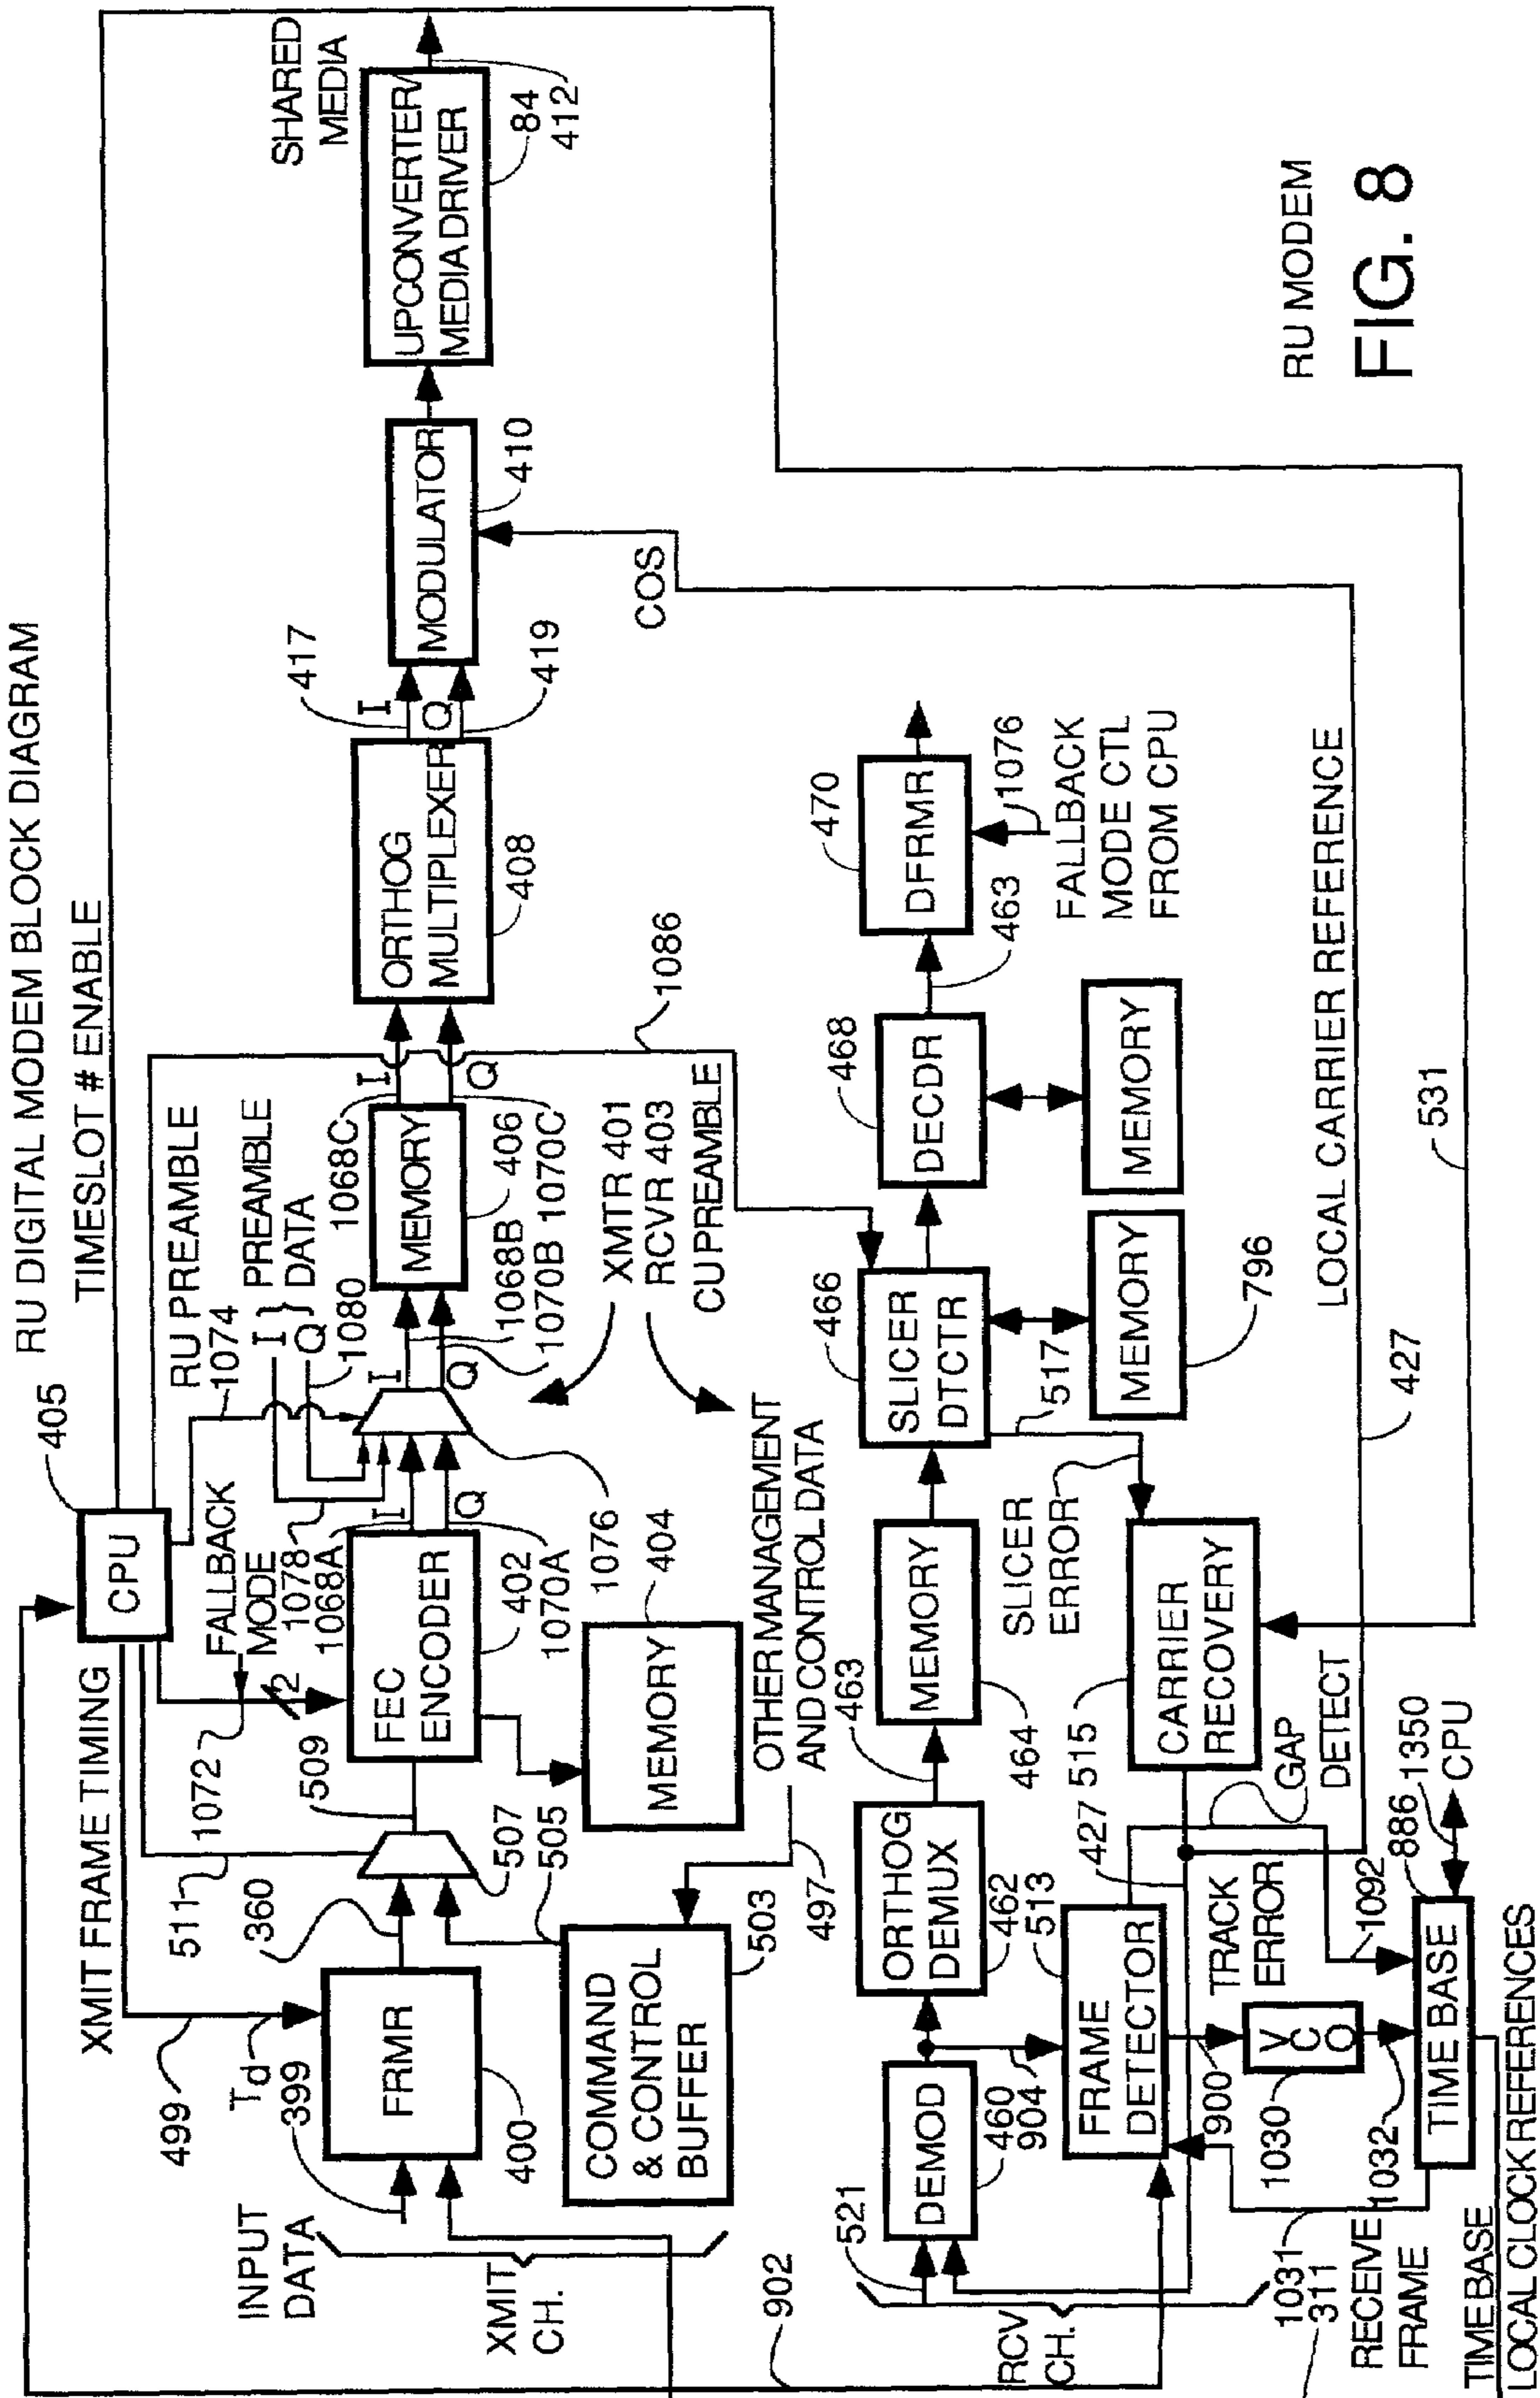 RU DIGITAL MODEM BLOCK DIAGRAM
TIMESLOT # ENABLE
405
CPU
XMIT FRAME TIMING
RU PREAMBLE
1074
I } PREAMBLE
Q } DATA
1080
FALLBACK
MODE
1078
1068A
499
Td
INPUT
DATA
399
FRMR
400
511
1072
360
509
2
FEC
ENCODER
402
1070A
I
Q
1076
I
Q
1068B
1070B
MEMORY
406
1068C
1070C
I
Q
ORTHOG
MULTIPLEXER
408
417
I
Q
419
MODULATOR
410
COS
UPCONVERTER/
MEDIA DRIVER
84
412
SHARED
MEDIA
507
505
MEMORY
404
XMIT
CH.
COMMAND
& CONTROL
BUFFER
503
OTHER MANAGEMENT
AND CONTROL DATA
497
XMTR 401
RCVR 403
CU PREAMBLE
1086
902
RCV
CH.
521
DEMOD
460
904
ORTHOG
DEMUX
462
463
MEMORY
464
SLICER
DTCTR
466
517
MEMORY
796
DECDR
468
MEMORY
463
DFRMR
470
1076
FALLBACK
MODE CTL
FROM CPU
SLICER
ERROR
FRAME
DETECTOR
513
CARRIER
RECOVERY
515
427
GAP
DETECT
LOCAL CARRIER REFERENCE
427
531
TRACK
ERROR
900
VCO
1030
1032
1092
TIME BASE
886
1350
CPU
1031
311
RECEIVE
FRAME
TIME BASE
LOCAL CLOCK REFERENCES
RU MODEM
FIG. 8